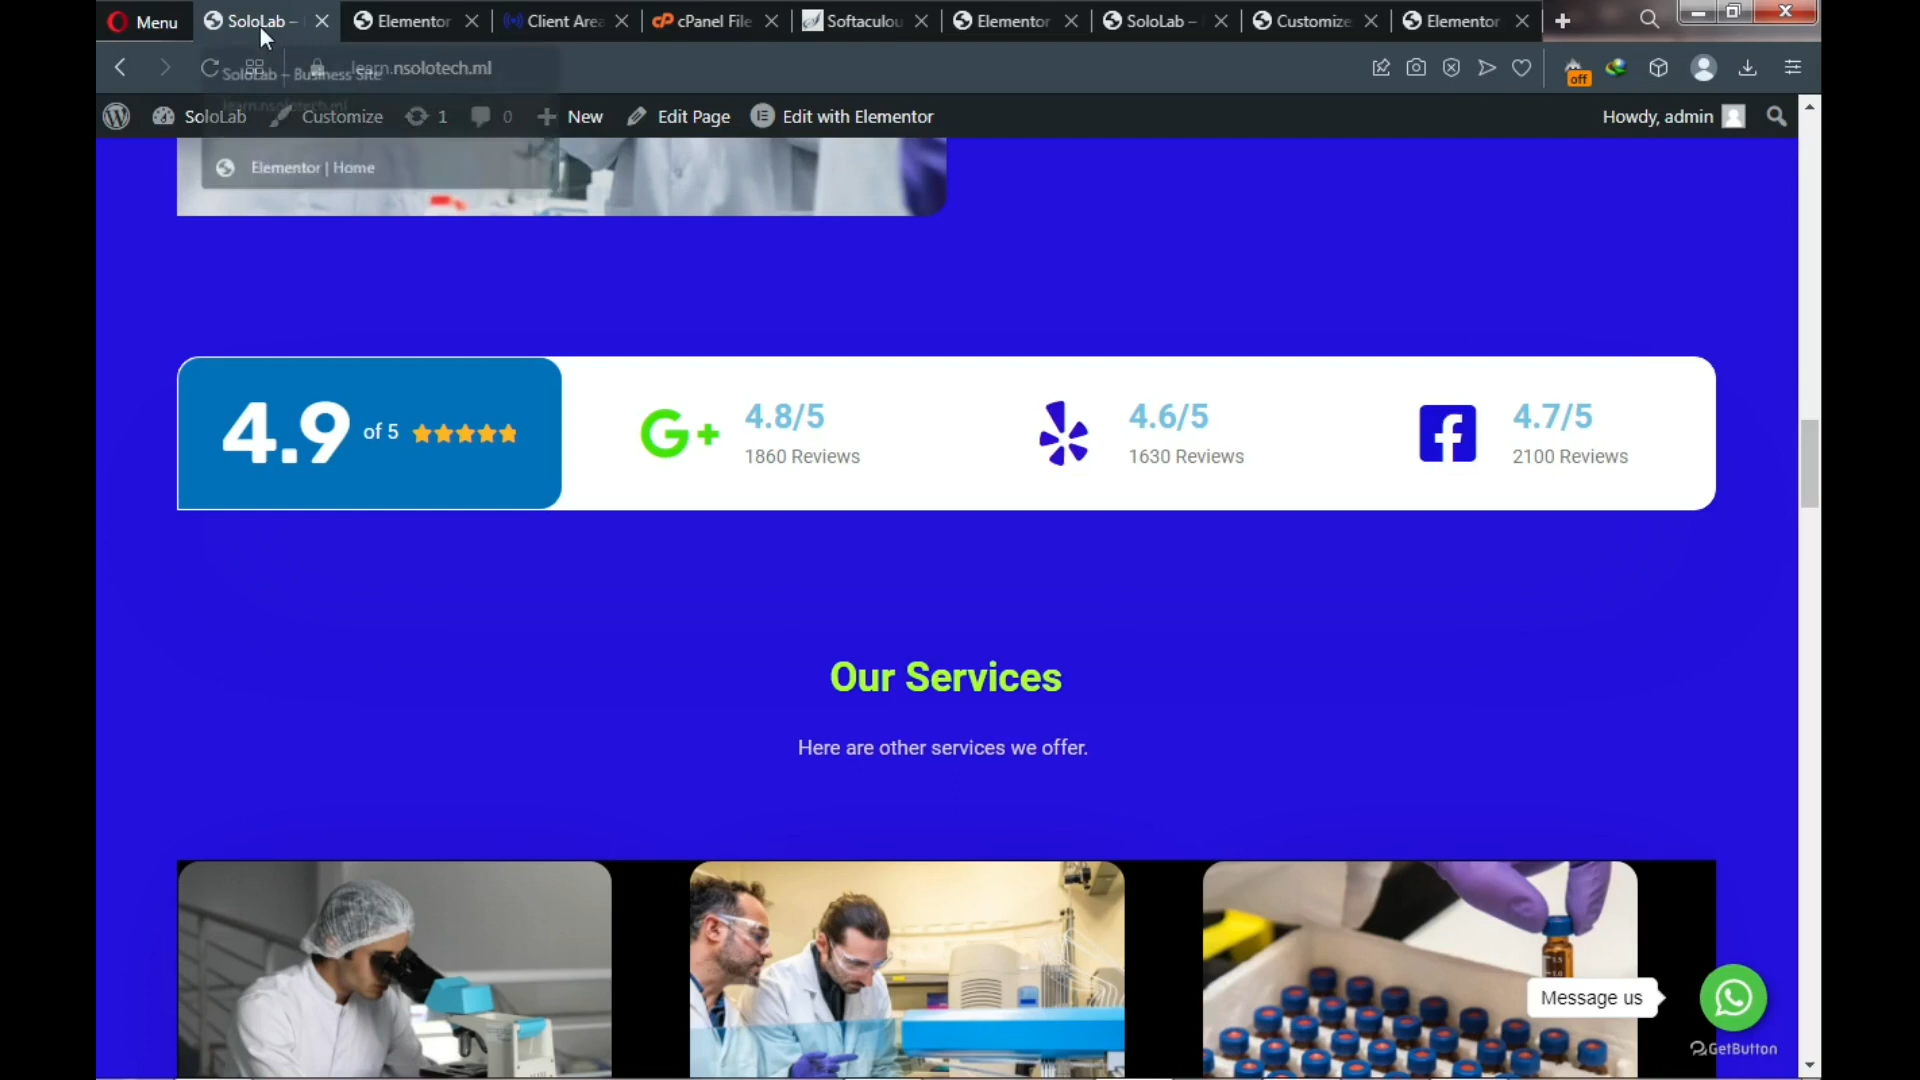 Menu
SoloLab –
Elementor
Client Area
cPanel File
Softaculou
Elementor
SoloLab –
Customize
Elementor
SoloLab – Business Site
learn.nsolotech.ml
off
learn.nsolotech.ml
SoloLab
Customize
1
0
New
Edit Page
Edit with Elementor
Howdy, admin
Elementor | Home
4.9 of 5
G+
4.8/5
1860 Reviews
4.6/5
1630 Reviews
4.7/5
2100 Reviews
Our Services
Here are other services we offer.
Message us
GetButton